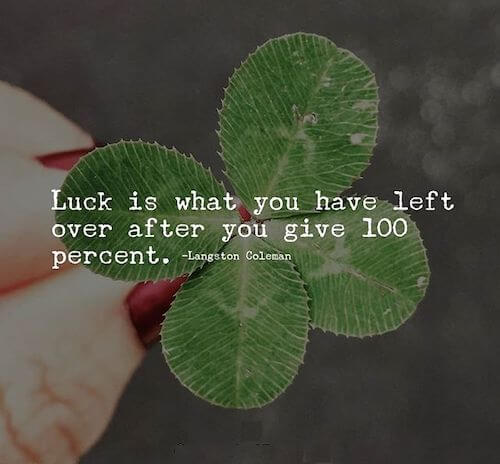 Luck is what you have left
over after you give 100
percent. -Langston Coleman